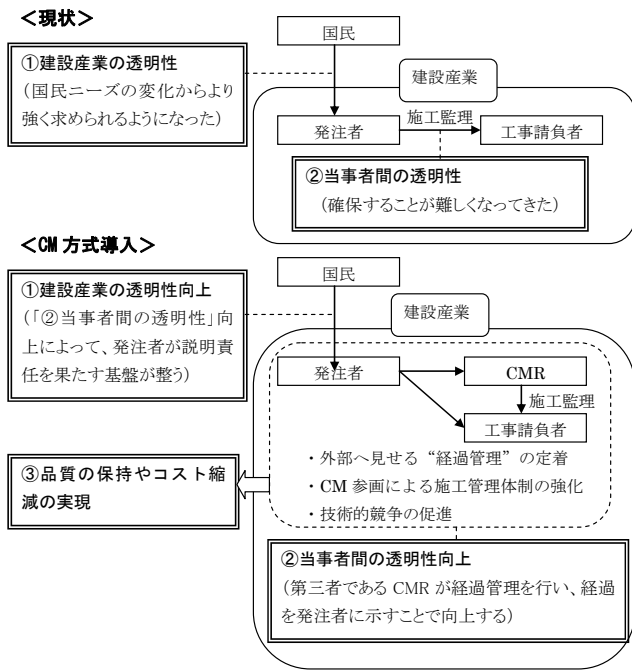 ＜現状＞
国民
①建設産業の透明性
（国民ニーズの変化からより
強く求められるようになった）
建設産業
発注者
施工監理
工事請負者
②当事者間の透明性
（確保することが難しくなってきた）
＜CM 方式導入＞
国民
①建設産業の透明性向上
（「②当事者間の透明性」向
上によって、発注者が説明責
任を果たす基盤が整う）
建設産業
発注者
CMR
施工監理
工事請負者
・外部へ見せる“経過管理”の定着
・CM 参画による施工管理体制の強化
・技術的競争の促進
③品質の保持やコスト縮
減の実現
②当事者間の透明性向上
（第三者である CMR が経過管理を行い、経過
を発注者に示すことで向上する）